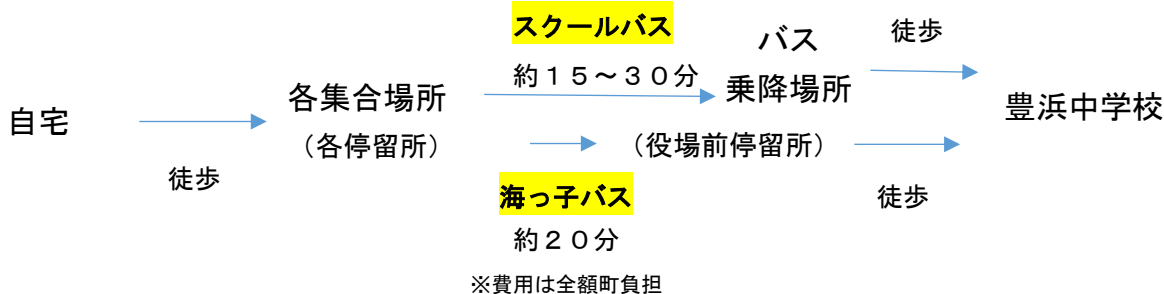 スクールバス
約１５～３０分
自宅
徒歩
各集合場所
（各停留所）
バス
乗降場所
（役場前停留所）
徒歩
豊浜中学校
徒歩
海っ子バス
約２０分
※費用は全額町負担